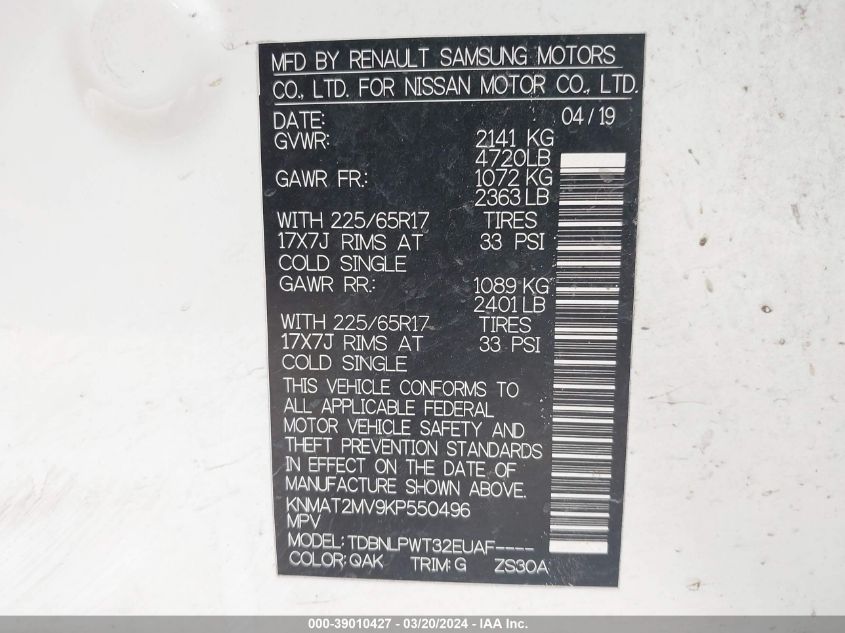 MFD BY RENAULT SAMSUNG MOTORS
CO., LTD. FOR NISSAN MOTOR CO., LTD.
DATE: 04/19
GVWR: 2141 KG
4720LB
GAWR FR.: 1072 KG
2363 LB
WITH 225/65R17 TIRES
17X7J RIMS AT 33 PSI
COLD SINGLE
GAWR RR.: 1089 KG
2401 LB
WITH 225/65R17 TIRES
17X7J RIMS AT 33 PSI
COLD SINGLE
THIS VEHICLE CONFORMS TO
ALL APPLICABLE FEDERAL
MOTOR VEHICLE SAFETY AND
THEFT PREVENTION STANDARDS
IN EFFECT ON THE DATE OF
MANUFACTURE SHOWN ABOVE.
KNMAT2MV9KP550496
MPV
MODEL: TDBNLPWT32EUAF----
COLOR: QAK TRIM: G ZS30A
000-39010427 - 03/20/2024 - IAA Inc.